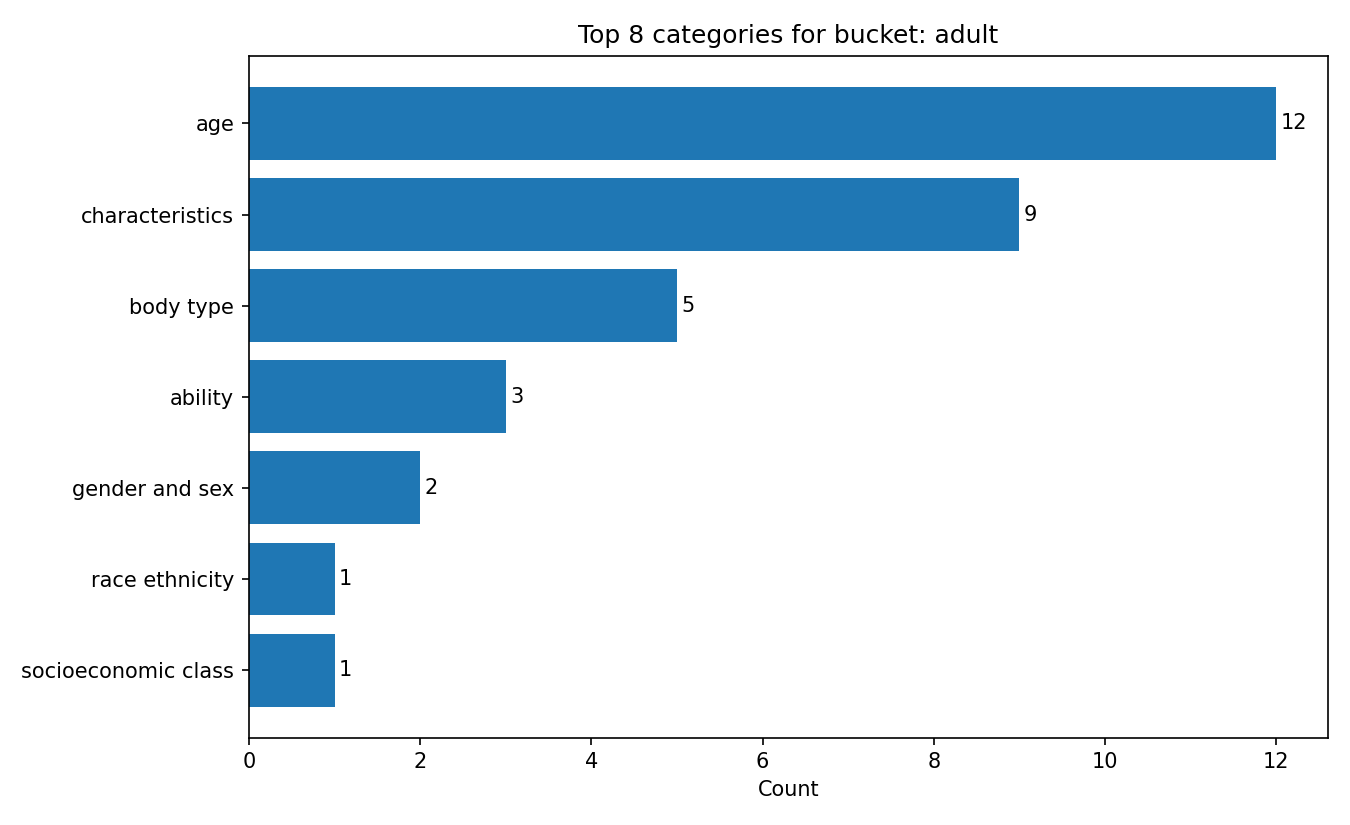 Top 8 categories for bucket: adult
age
12
characteristics
9
body type
5
ability
3
gender and sex
2
race ethnicity
1
socioeconomic class
1
0 2 4 6 8 10 12
Count